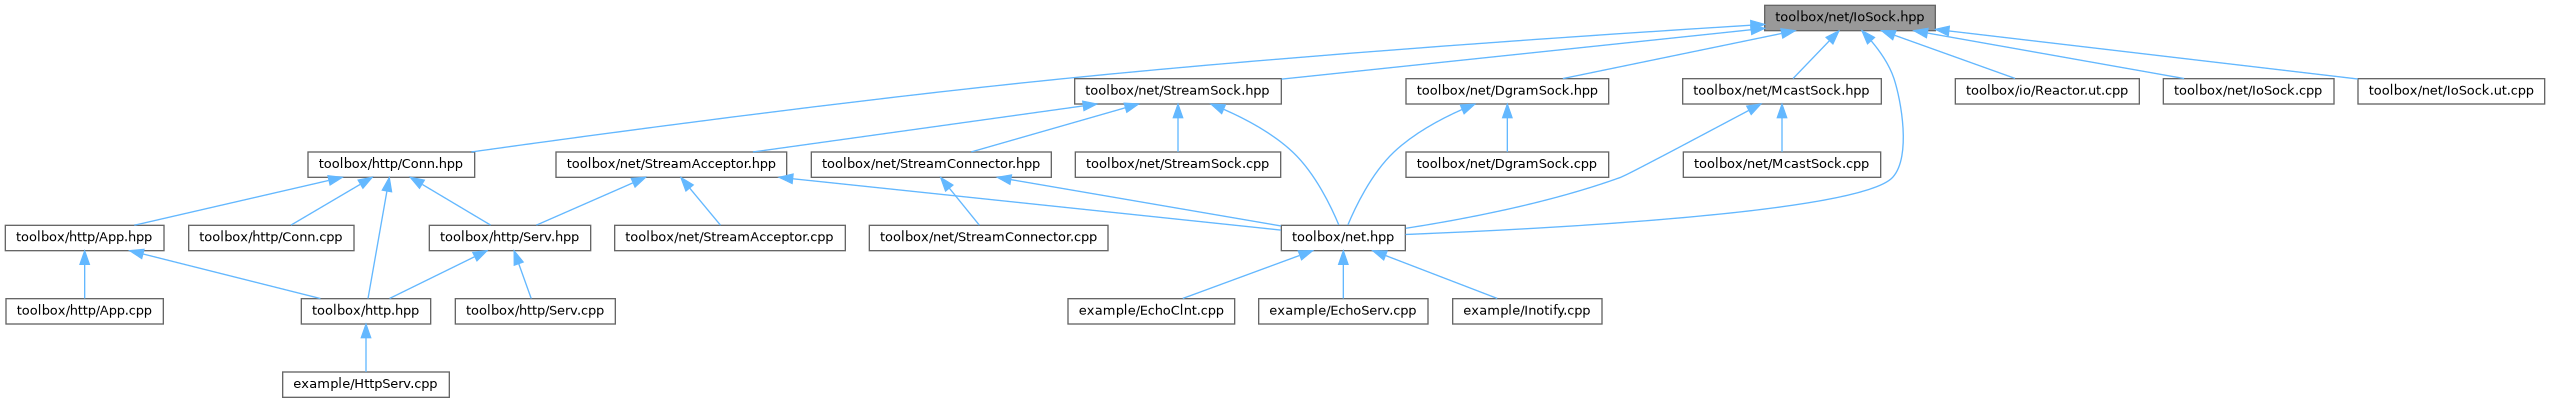 toolbox/net/IoSock.hpp
toolbox/net/StreamSock.hpp
toolbox/net/DgramSock.hpp
toolbox/net/McastSock.hpp
toolbox/io/Reactor.ut.cpp
toolbox/net/IoSock.cpp
toolbox/net/IoSock.ut.cpp
toolbox/http/Conn.hpp
toolbox/net/StreamAcceptor.hpp
toolbox/net/StreamConnector.hpp
toolbox/net/StreamSock.cpp
toolbox/net/DgramSock.cpp
toolbox/net/McastSock.cpp
toolbox/http/App.hpp
toolbox/http/Conn.cpp
toolbox/http/Serv.hpp
toolbox/net/StreamAcceptor.cpp
toolbox/net/StreamConnector.cpp
toolbox/net.hpp
toolbox/http/App.cpp
toolbox/http.hpp
toolbox/http/Serv.cpp
example/EchoClnt.cpp
example/EchoServ.cpp
example/Inotify.cpp
example/HttpServ.cpp